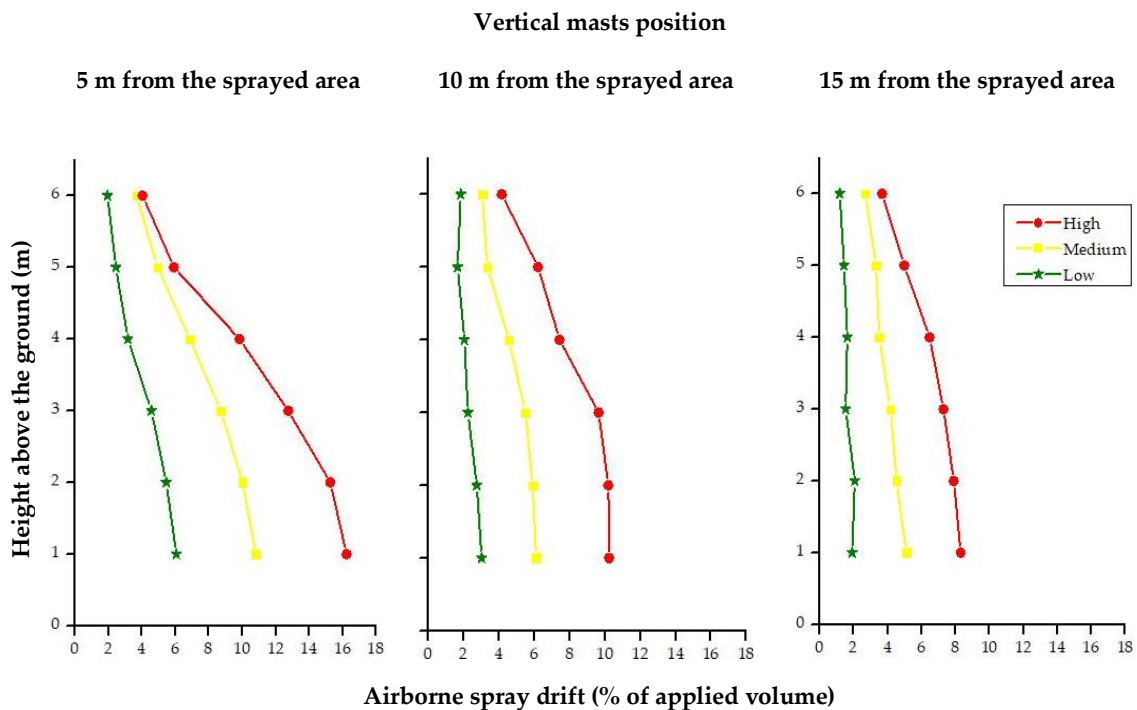 Vertical masts position
5 m from the sprayed area
10 m from the sprayed area
15 m from the sprayed area
Height above the ground (m)
6
5
4
3
2
1
0
0 2 4 6 8 10 12 14 16 18
0 2 4 6 8 10 12 14 16 18
6
5
4
3
2
1
0
0 2 4 6 8 10 12 14 16 18
High
Medium
Low
Airborne spray drift (% of applied volume)